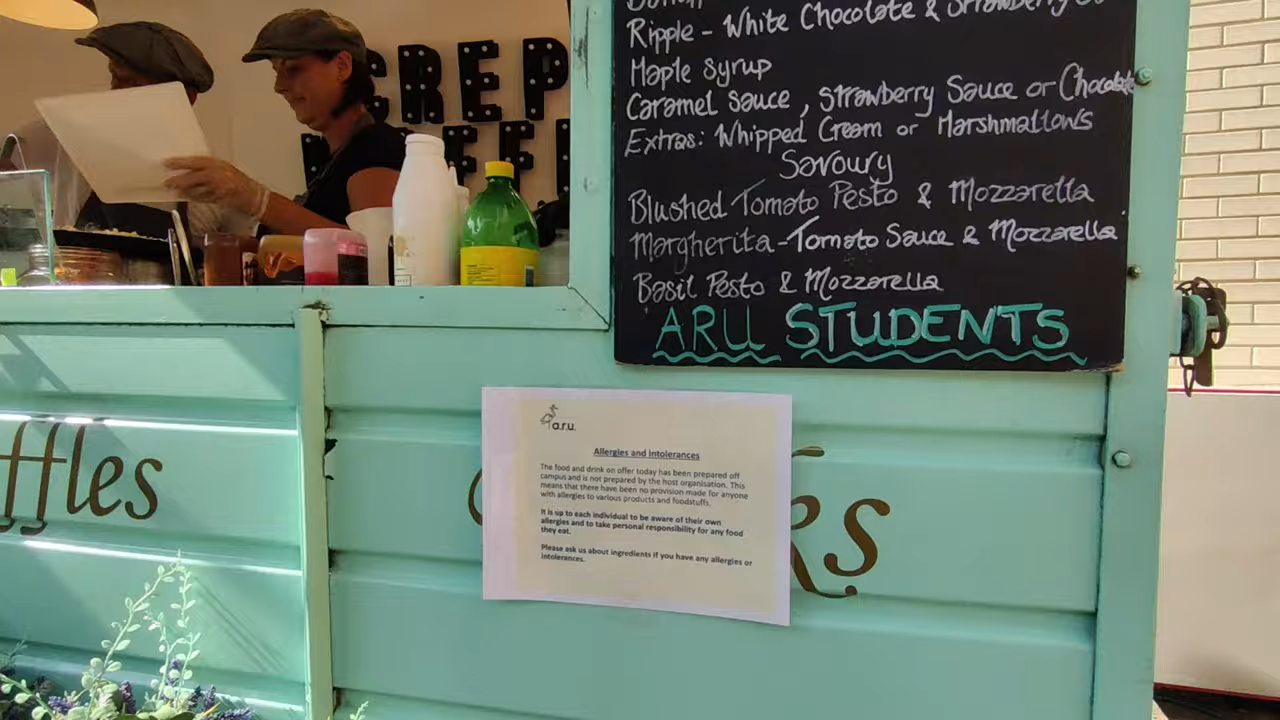 Ripple - White Chocolate & Strawberry
Maple Syrup
Caramel Sauce, Strawberry Sauce or Chocolate
Extras: Whipped Cream or Marshmallows
Savoury
Blushed Tomato Pesto & Mozzarella
Margherita - Tomato Sauce & Mozzarella
Basil Pesto & Mozzarella
ARU STUDENTS
CREP
a.r.u.
Allergies and intolerances
The food and drink on offer today has been prepared off
campus and is not prepared by the host organisation. This
means that there have been no provision made for anyone
with allergies to various products and foodstuffs.
It is up to each individual to be aware of their own
allergies and to take personal responsibility for any food
they eat.
Please ask us about ingredients if you have any allergies or
intolerances.
ffles
ks